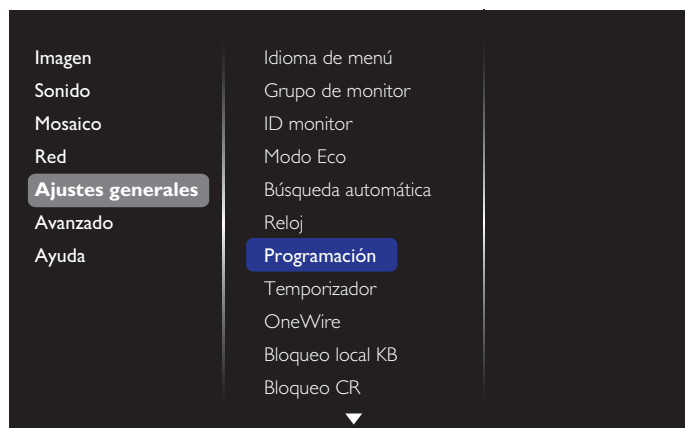 Imagen
Sonido
Mosaico
Red
Ajustes generales
Avanzado
Ayuda
Idioma de menú
Grupo de monitor
ID monitor
Modo Eco
Búsqueda automática
Reloj
Programación
Temporizador
OneWire
Bloqueo local KB
Bloqueo CR